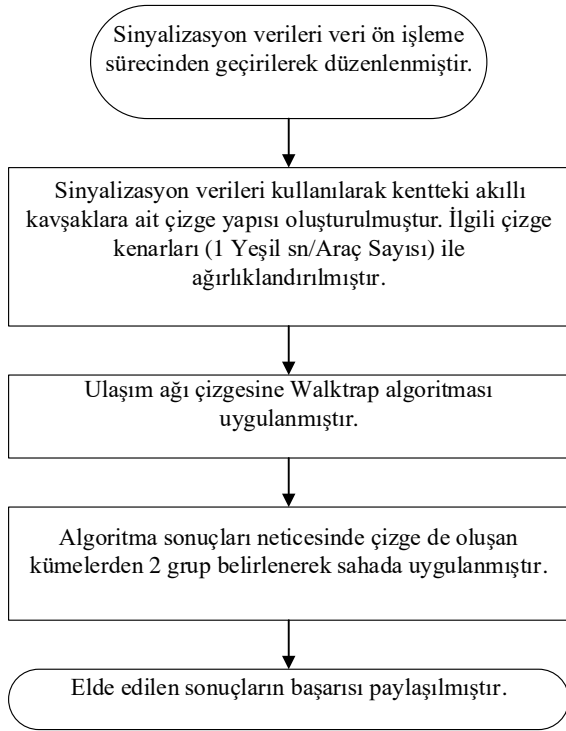 Sinyalizasyon verileri veri ön işleme
sürecinden geçirilerek düzenlenmiştir.
Sinyalizasyon verileri kullanılarak kentteki akıllı
kavşaklara ait çizge yapısı oluşturulmuştur. İlgili çizge
kenarları (1 Yeşil sn/Araç Sayısı) ile
ağırlıklandırılmıştır.
Ulaşım ağı çizgesine Walktrap algoritması
uygulanmıştır.
Algoritma sonuçları neticesinde çizge de oluşan
kümelerden 2 grup belirlenerek sahada uygulanmıştır.
Elde edilen sonuçların başarısı paylaşılmıştır.